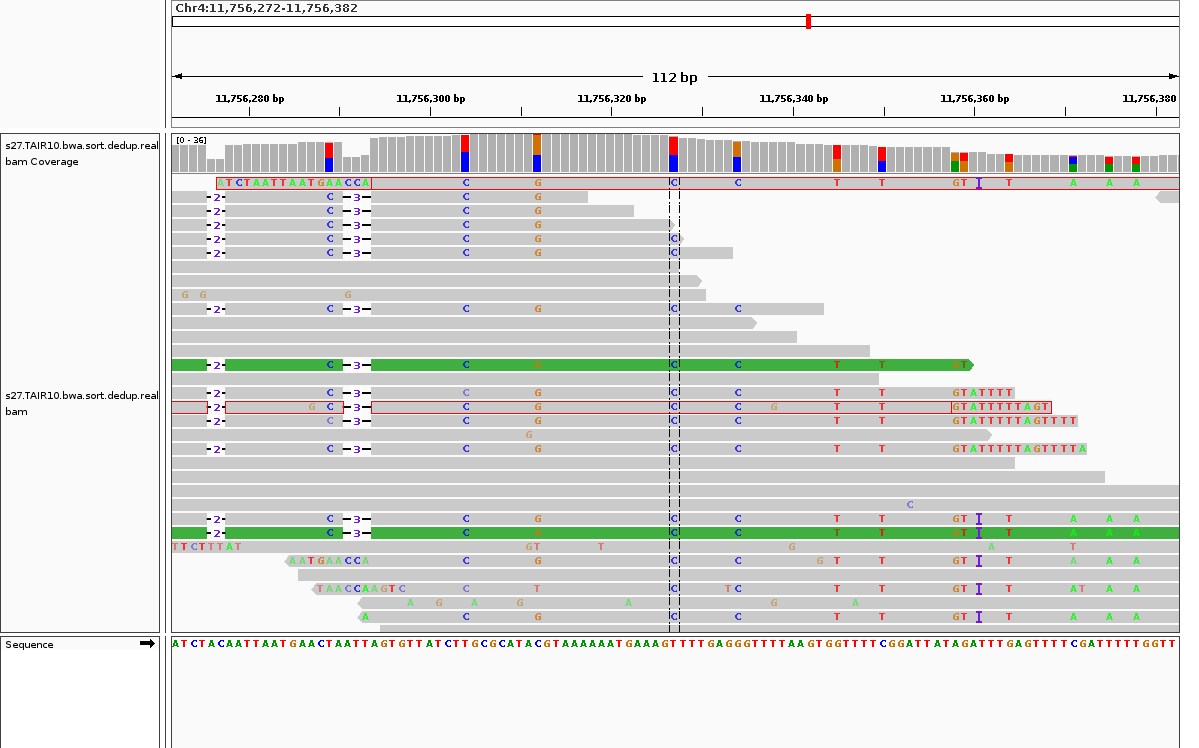 Chr4:11,756,272-11,756,382
112 bp
11,756,280 bp 11,756,300 bp 11,756,320 bp 11,756,340 bp 11,756,360 bp 11,756,380
s27.TAIR10.bwa.sort.dedup.real
bam Coverage
[0 - 36]
ATCTAATTAATGAACCA C G C C T T GT I T A A A
2 C 3 C G
2 C 3 C G
2 C 3 C G
2 C 3 C G C
2 C 3 C G C
G G G
2 C 3 C G C C
2 C 3 C G C C T T GT
2 C 3 C G C C T T GTATTTT
s27.TAIR10.bwa.sort.dedup.real
bam
2 G C 3 C G C C G T T GTATTTTTAGT
2 C 3 C G C C T T GTATTTTTAGTTTT
G
2 C 3 C G C C T T GTATTTTTAGTTTTA
C
2 C 3 C G C C T T GT I T A A A
2 C 3 C G C C T T GT I T A A A
TTCTTTAT GT T G A T
AATGAACCA C G C C G T T GT I T A A A
TAACCAAGTC C T C TC T T GT I T AT A A
A G A G A G A
A C G C C T T GT I T A A A
Sequence
ATCTACAATTAATGAACTAATTAGTGTTATCTTGCGCATACGTAAAAAATGAAAGTTTTGAGGGTTTTAAGTGGTTTTCGGATTATAGATTTGAGTTTTCGATTTTTGGTT